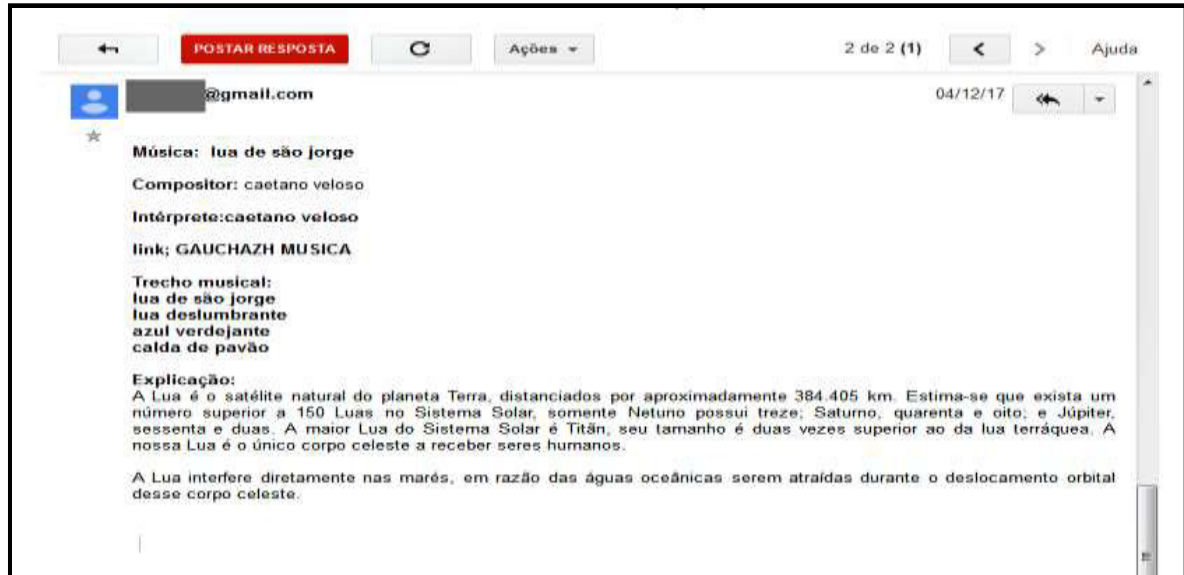 POSTAR RESPOSTA
Ações
2 de 2 (1)
Ajuda
@gmail.com
04/12/17
Música: lua de são jorge
Compositor: caetano veloso
Intérprete:caetano veloso
link; GAUCHAZH MUSICA
Trecho musical:
lua de são jorge
lua deslumbrante
azul verdejante
calda de pavão
Explicação:
A Lua é o satélite natural do planeta Terra, distanciados por aproximadamente 384.405 km. Estima-se que exista um
número superior a 150 Luas no Sistema Solar, somente Netuno possui treze; Saturno, quarenta e oito; e Júpiter,
sessenta e duas. A maior Lua do Sistema Solar é Titãn, seu tamanho é duas vezes superior ao da lua terráquea. A
nossa Lua é o único corpo celeste a receber seres humanos.
A Lua interfere diretamente nas marés, em razão das águas oceânicas serem atraídas durante o deslocamento orbital
desse corpo celeste.